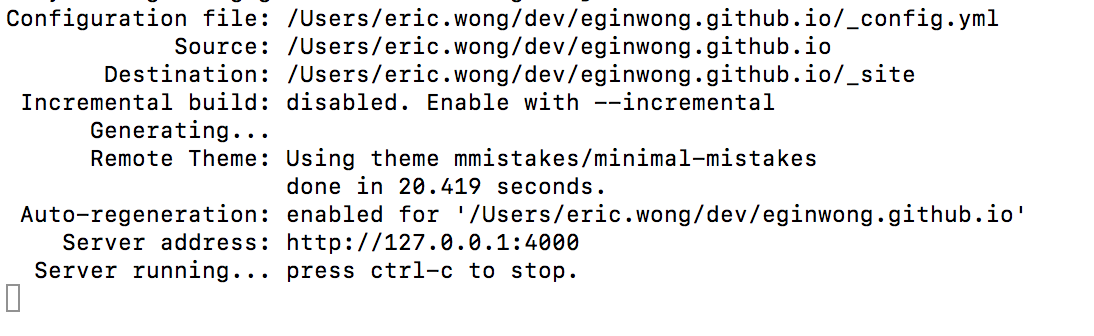 Configuration file: /Users/eric.wong/dev/eginwong.github.io/_config.yml
Source: /Users/eric.wong/dev/eginwong.github.io
Destination: /Users/eric.wong/dev/eginwong.github.io/_site
Incremental build: disabled. Enable with --incremental
Generating...
Remote Theme: Using theme mmistakes/minimal-mistakes
done in 20.419 seconds.
Auto-regeneration: enabled for '/Users/eric.wong/dev/eginwong.github.io'
Server address: http://127.0.0.1:4000
Server running... press ctrl-c to stop.